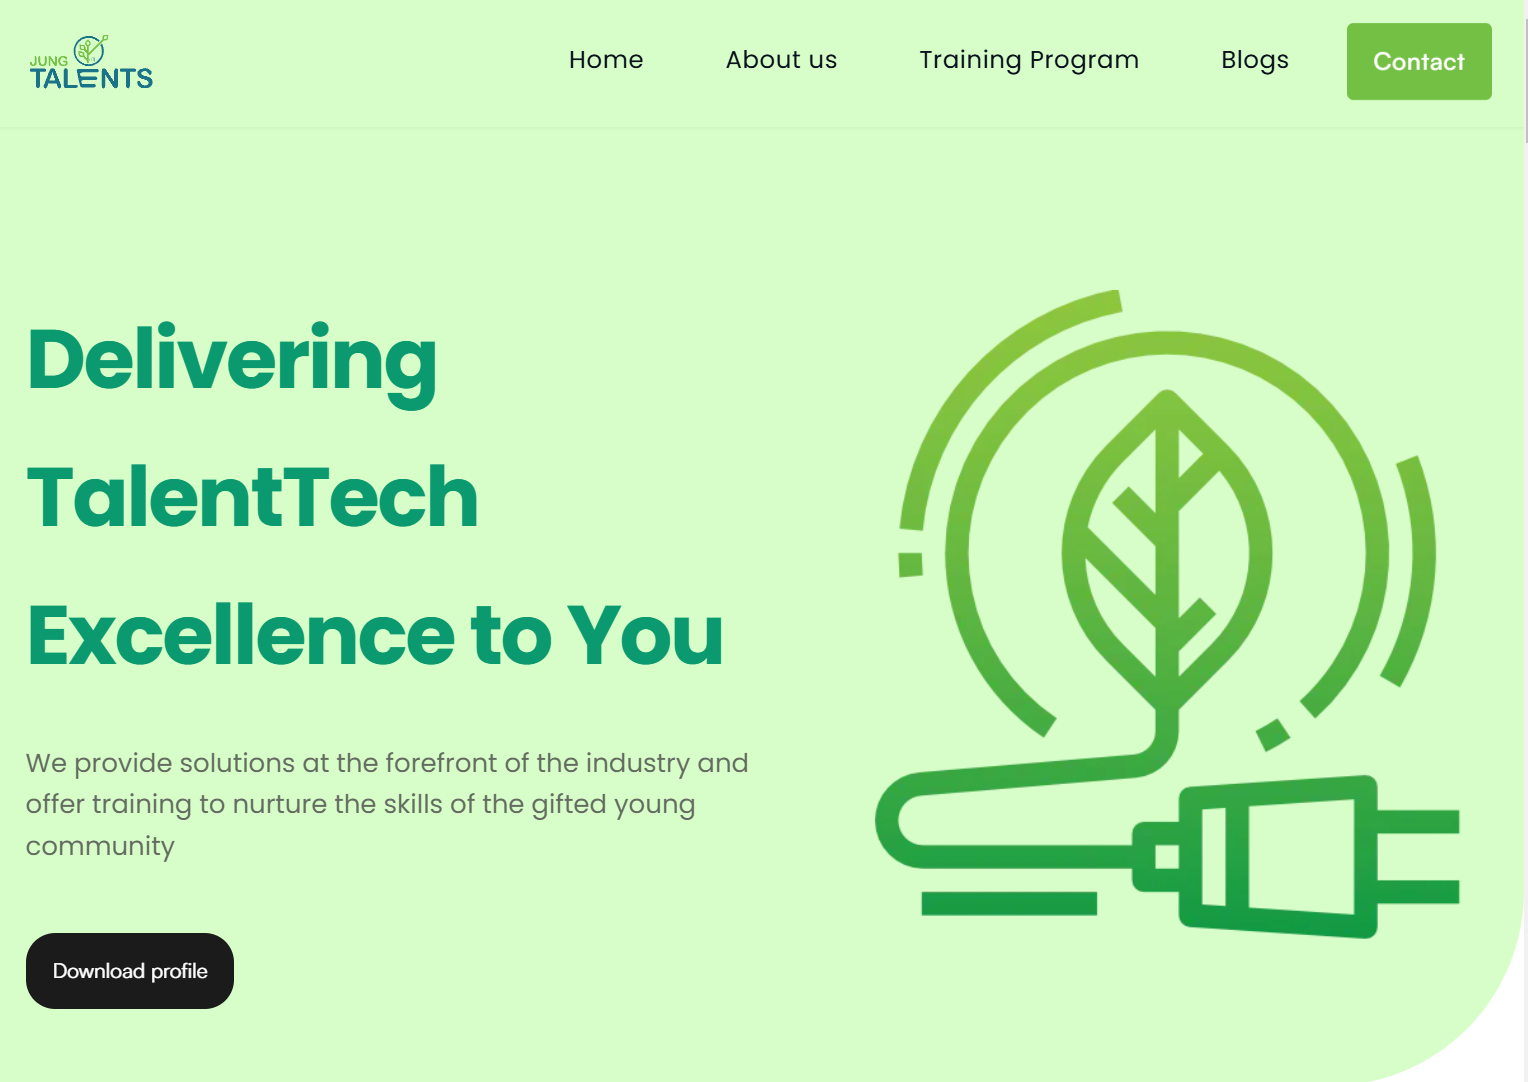 JUNG
TALENTS
Home
About us
Training Program
Blogs
Contact
Delivering
TalentTech
Excellence to You
We provide solutions at the forefront of the industry and
offer training to nurture the skills of the gifted young
community
Download profile